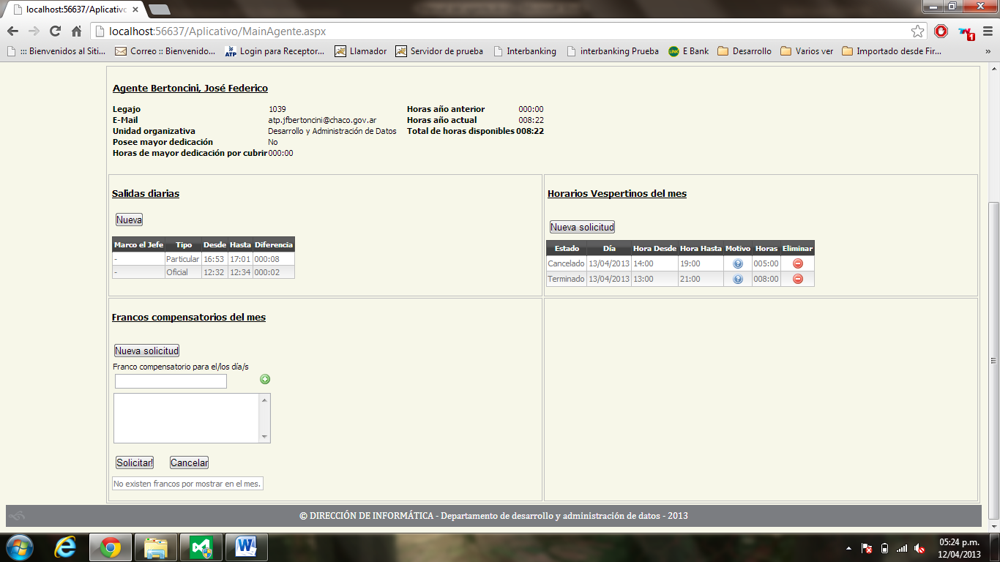 localhost:56637/Aplicativo
localhost:56637/Aplicativo/MainAgente.aspx
1
::: Bienvenidos al Siti...
Correo :: Bienvenido...
ATP
Login para Receptor...
Llamador
Servidor de prueba
Interbanking
interbanking Prueba
LINK
E Bank
Desarrollo
Varios ver
Importado desde Fir...
»
Agente Bertoncini, José Federico
Legajo 1039 Horas año anterior 000:00
E-Mail atp.jfbertoncini@chaco.gov.ar Horas año actual 008:22
Unidad organizativa Desarrollo y Administración de Datos Total de horas disponibles 008:22
Posee mayor dedicación No
Horas de mayor dedicación por cubrir 000:00
Salidas diarias
Nueva
Marco el Jefe Tipo Desde Hasta Diferencia
- Particular 16:53 17:01 000:08
- Oficial 12:32 12:34 000:02
Horarios Vespertinos del mes
Nueva solicitud
Estado Día Hora Desde Hora Hasta Motivo Horas Eliminar
Cancelado 13/04/2013 14:00 19:00 ? 005:00
Terminado 13/04/2013 13:00 21:00 ? 008:00
Francos compensatorios del mes
Nueva solicitud
Franco compensatorio para el/los día/s
Solicitar! Cancelar
No existen francos por mostrar en el mes.
© DIRECCIÓN DE INFORMÁTICA - Departamento de desarrollo y administración de datos - 2013
05:24 p.m.
12/04/2013